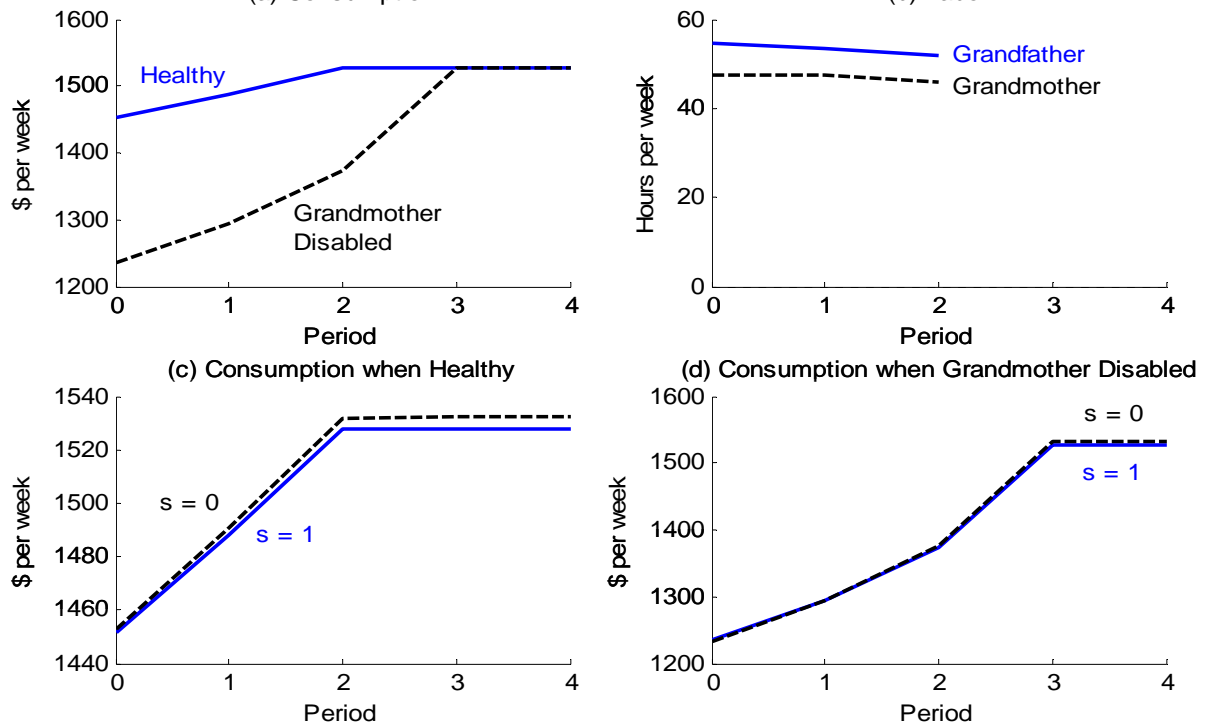 1600
1500
1400
1300
1200
$ per week
Healthy
Grandmother
Disabled
0 1 2 3 4
Period
60
40
20
0
Hours per week
Grandfather
Grandmother
0 1 2 3 4
Period
(c) Consumption when Healthy
1540
1520
1500
1480
1460
1440
$ per week
s = 0
s = 1
0 1 2 3 4
Period
(d) Consumption when Grandmother Disabled
1600
1500
1400
1300
1200
$ per week
s = 0
s = 1
0 1 2 3 4
Period